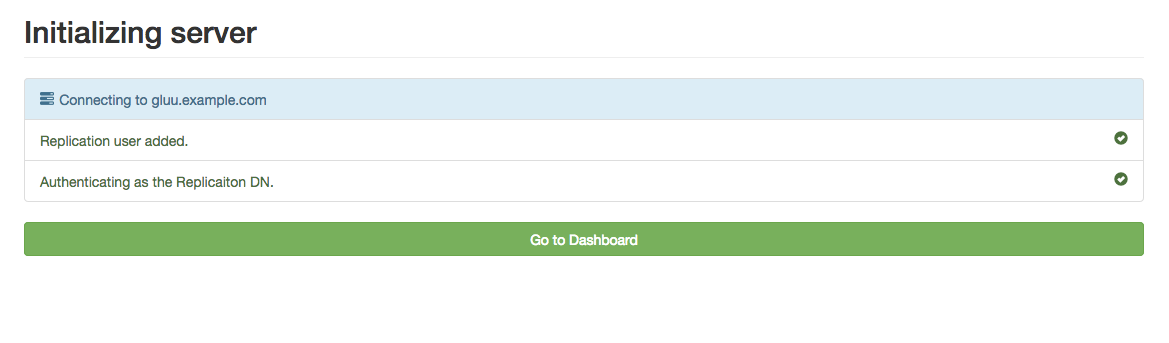 Initializing server
Connecting to gluu.example.com
Replication user added.
Authenticating as the Replicaiton DN.
Go to Dashboard